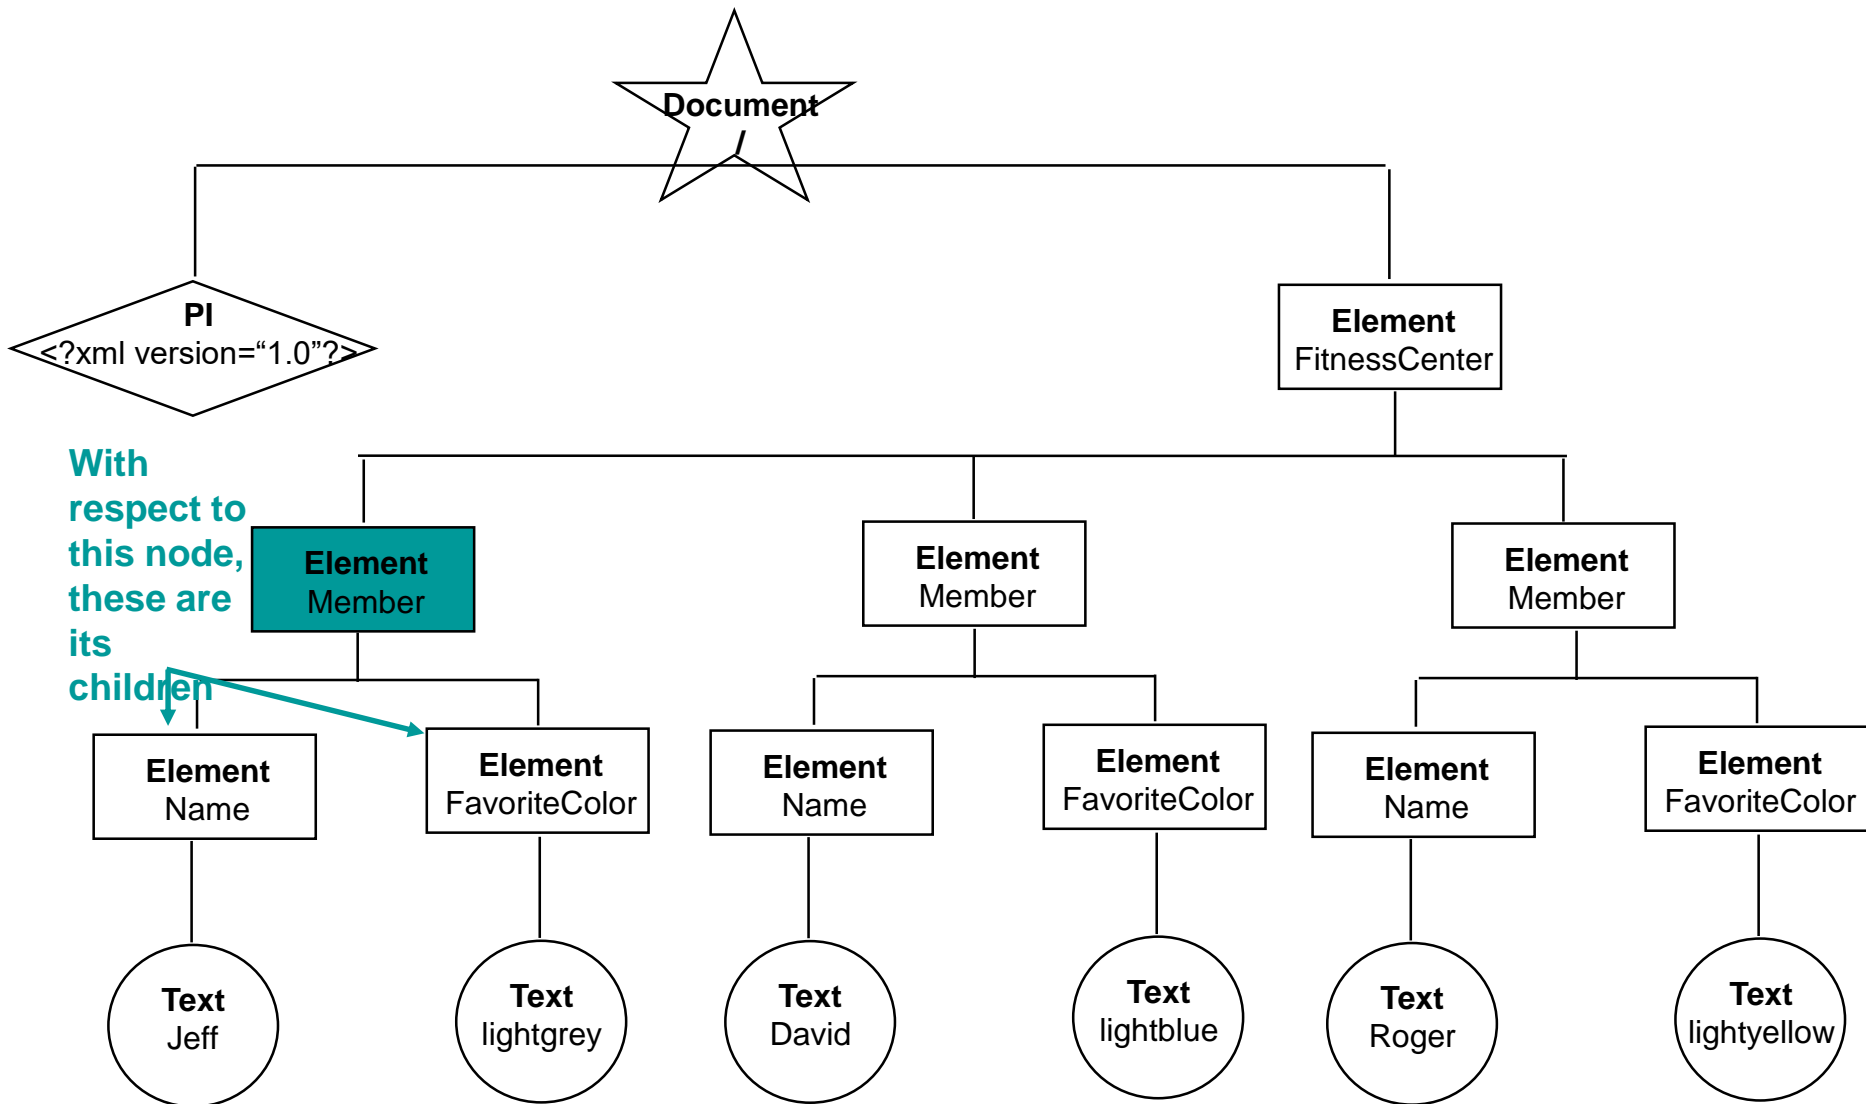 Document
/
PI
<?xml version=“1.0”?>
Element
FitnessCenter
With
respect to
this node,
these are
its
children
Element
Member
Element
Member
Element
Member
Element
Name
Element
FavoriteColor
Element
Name
Element
FavoriteColor
Element
Name
Element
FavoriteColor
Text
Jeff
Text
lightgrey
Text
David
Text
lightblue
Text
Roger
Text
lightyellow